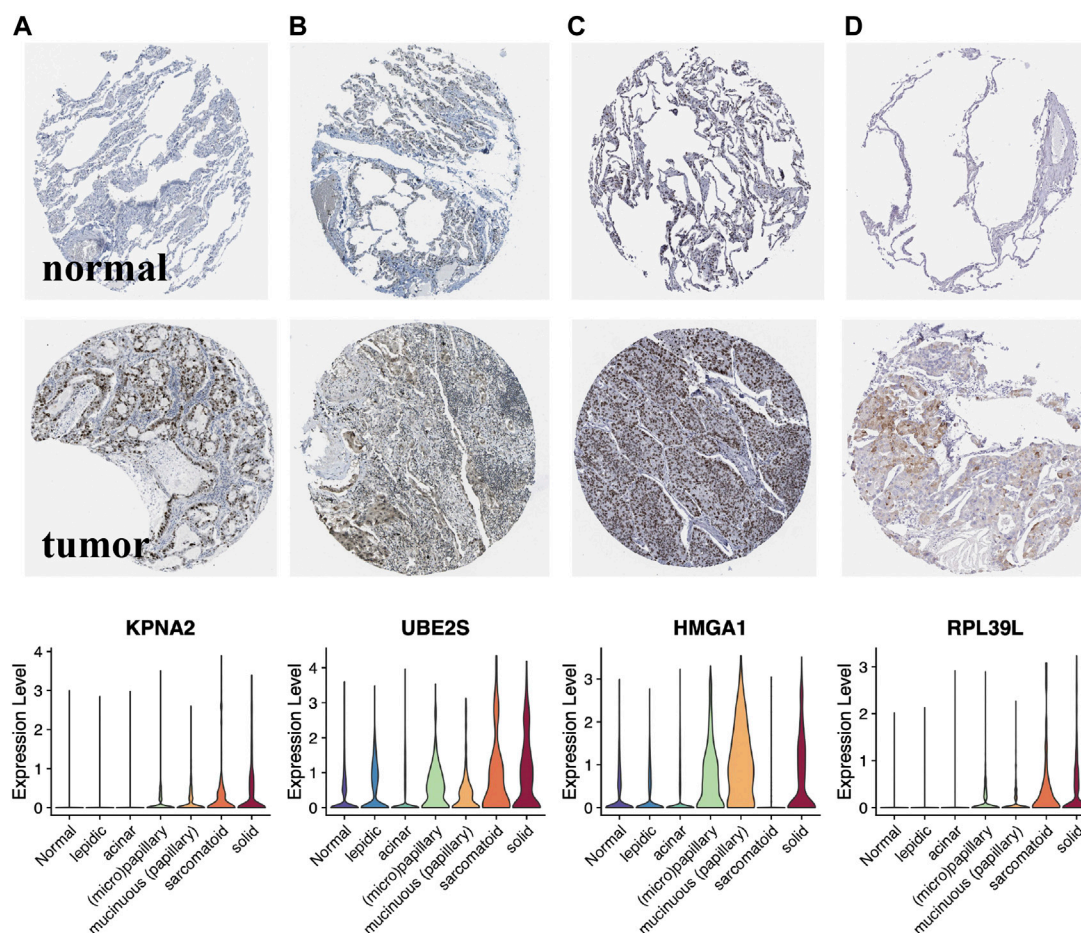 A B C D
normal
tumor
KPNA2
Expression Level
4
3
2
1
0
Normal
lepidic
acinar
(micro)papillary
mucinuous (papillary)
sarcomatoid
solid
UBE2S
Expression Level
4
3
2
1
0
Normal
lepidic
acinar
(micro)papillary
mucinuous (papillary)
sarcomatoid
solid
HMGA1
Expression Level
3
2
1
0
Normal
lepidic
acinar
(micro)papillary
mucinuous (papillary)
sarcomatoid
solid
RPL39L
Expression Level
3
2
1
0
Normal
lepidic
acinar
(micro)papillary
mucinuous (papillary)
sarcomatoid
solid